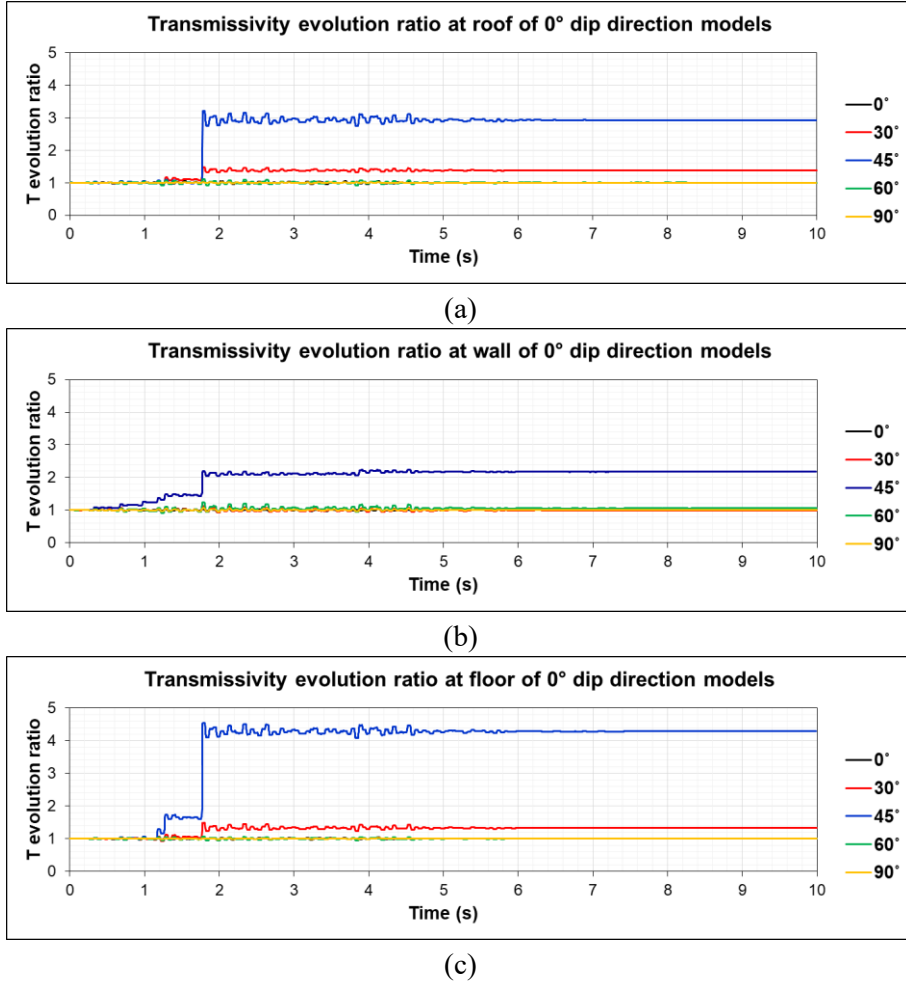 Transmissivity evolution ratio at roof of 0° dip direction models
T evolution ratio
5
4
3
2
1
0
0 1 2 3 4 5 6 7 8 9 10
Time (s)
0˚
30˚
45˚
60˚
90˚
(a)
Transmissivity evolution ratio at wall of 0° dip direction models
T evolution ratio
5
4
3
2
1
0
0 1 2 3 4 5 6 7 8 9 10
Time (s)
0˚
30˚
45˚
60˚
90˚
(b)
Transmissivity evolution ratio at floor of 0° dip direction models
T evolution ratio
5
4
3
2
1
0
0 1 2 3 4 5 6 7 8 9 10
Time (s)
0˚
30˚
45˚
60˚
90˚
(c)